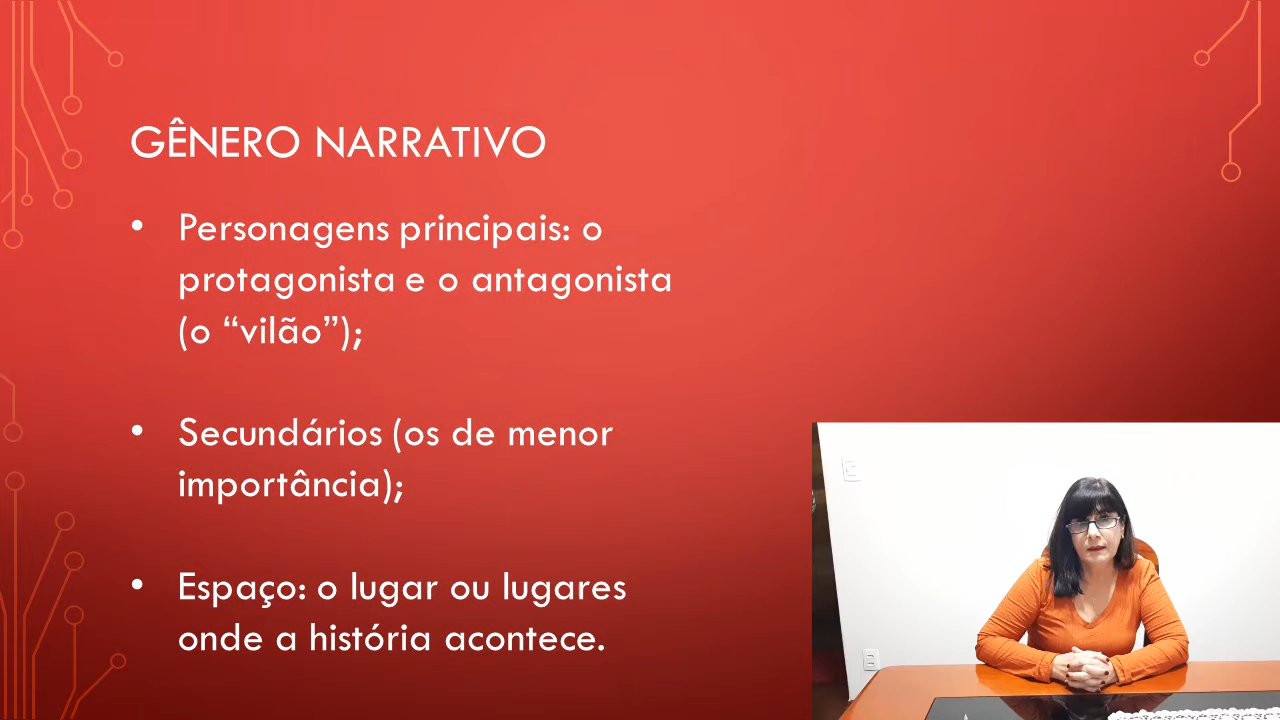 GÊNERO NARRATIVO
• Personagens principais: o
protagonista e o antagonista
(o “vilão”);
• Secundários (os de menor
importância);
• Espaço: o lugar ou lugares
onde a história acontece.